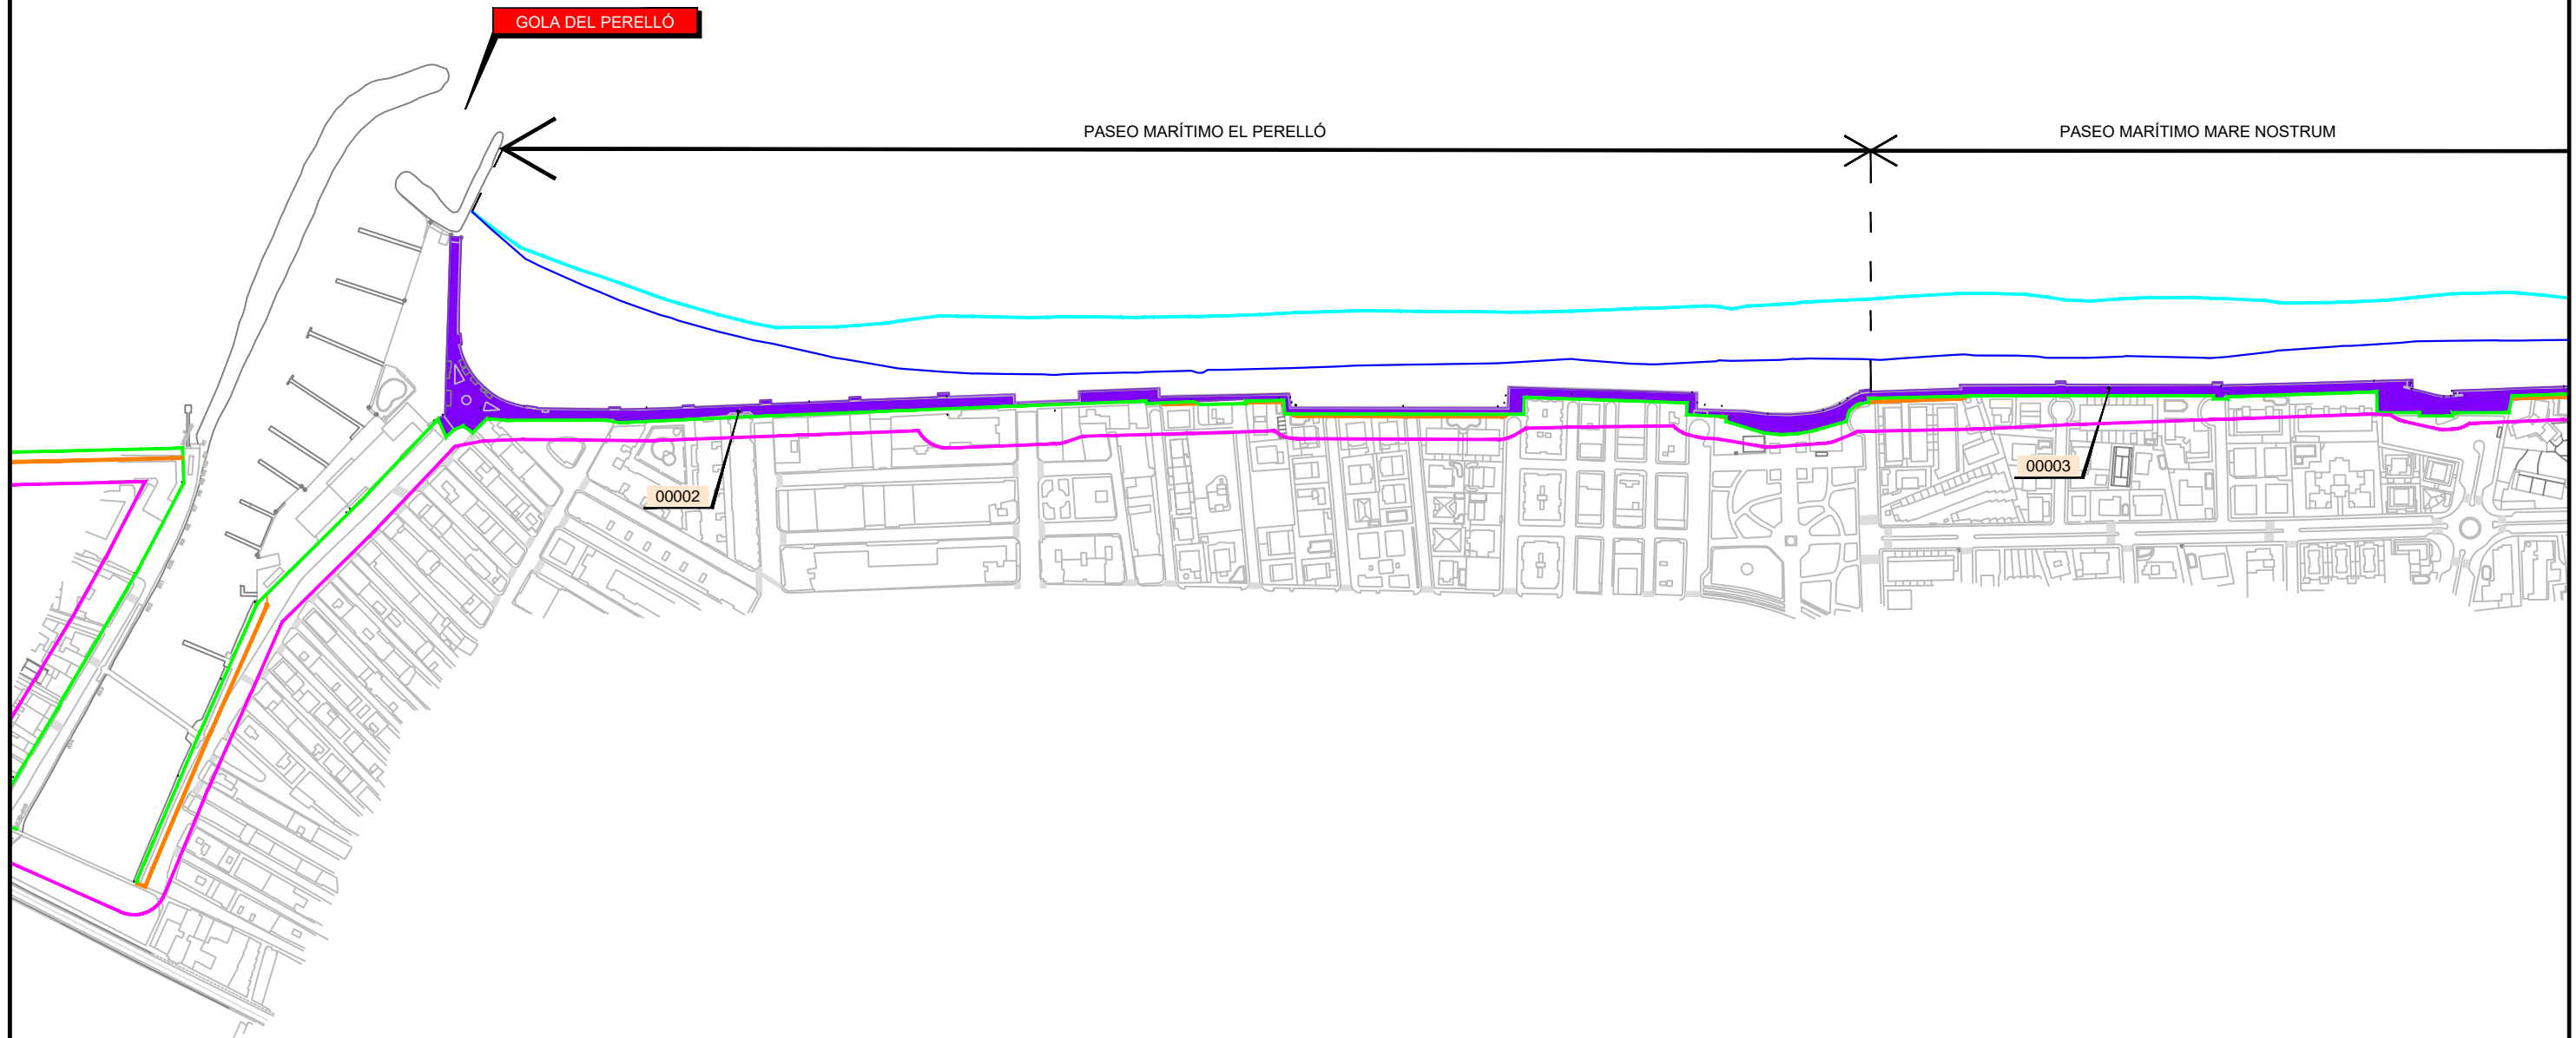 GOLA DEL PERELLÓ
PASEO MARÍTIMO EL PERELLÓ
PASEO MARÍTIMO MARE NOSTRUM
00003
00002